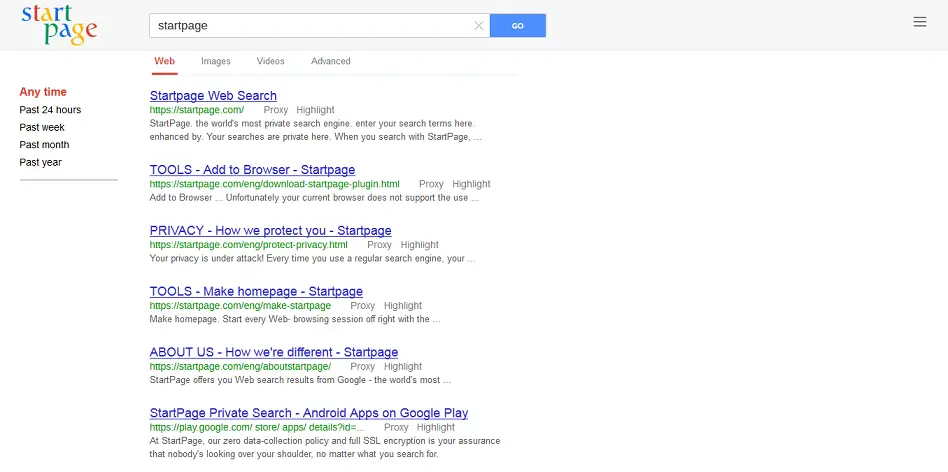 start
page
startpage
GO
Web
Images
Videos
Advanced
Any time
Past 24 hours
Past week
Past month
Past year
Startpage Web Search
https://startpage.com/ Proxy Highlight
StartPage. the world's most private search engine. enter your search terms here.
enhanced by. Your searches are private here. When you search with StartPage, ...
TOOLS - Add to Browser - Startpage
https://startpage.com/eng/download-startpage-plugin.html Proxy Highlight
Add to Browser ... Unfortunately your current browser does not support the use ...
PRIVACY - How we protect you - Startpage
https://startpage.com/eng/protect-privacy.html Proxy Highlight
Your privacy is under attack! Every time you use a regular search engine, your ...
TOOLS - Make homepage - Startpage
https://startpage.com/eng/make-startpage Proxy Highlight
Make homepage. Start every Web- browsing session off right with the ...
ABOUT US - How we're different - Startpage
https://startpage.com/eng/aboutstartpage/ Proxy Highlight
StartPage offers you Web search results from Google - the world's most ...
StartPage Private Search - Android Apps on Google Play
https://play.google.com/ store/ apps/ details?id=... Proxy Highlight
At StartPage, our zero data-collection policy and full SSL encryption is your assurance
that nobody's looking over your shoulder, no matter what you search for.